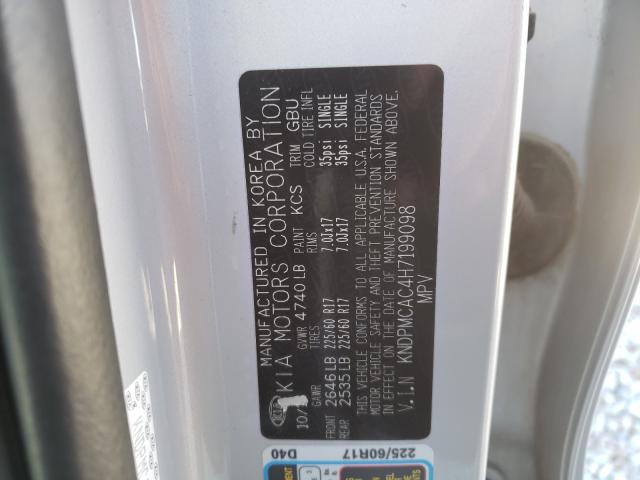 MANUFACTURED IN KOREA BY
KIA MOTORS CORPORATION
10/ GVWR 4740 LB PAINT KCS TRIM GBU
GAWR TIRES RIMS COLD TIRE INFL
FRONT 2646 LB 225/60 R17 7.0Jx17 35psi SINGLE
REAR 2535 LB 225/60 R17 7.0Jx17 35psi SINGLE
THIS VEHICLE CONFORMS TO ALL APPLICABLE U.S.A. FEDERAL
MOTOR VEHICLE SAFETY AND THEFT PREVENTION STANDARDS
IN EFFECT ON THE DATE OF MANUFACTURE SHOWN ABOVE.
V.I.N KNDPMCAC4H7199098
MPV
D40
225/60R17